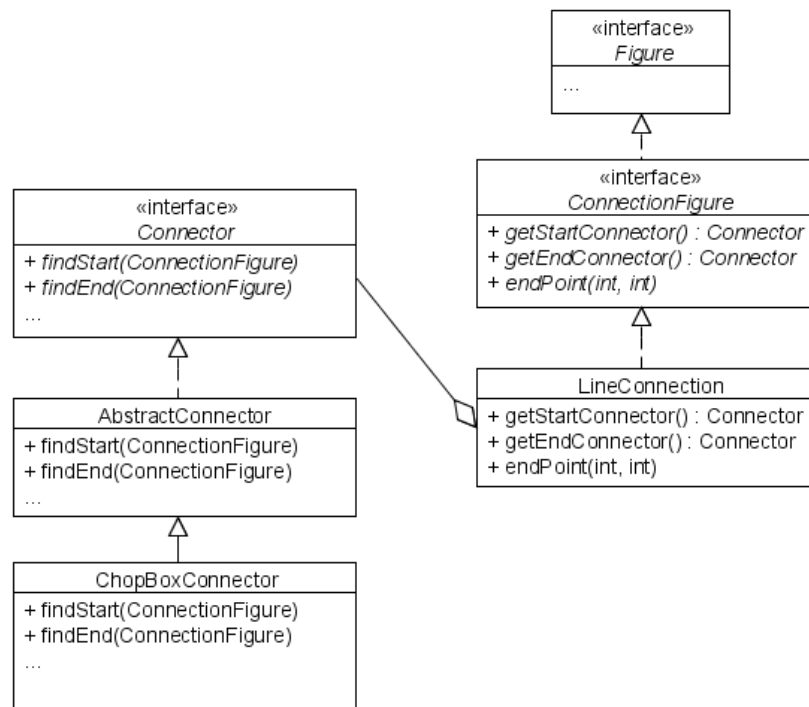 «interface»
Figure
...
«interface»
ConnectionFigure
+ getStartConnector() : Connector
+ getEndConnector() : Connector
+ endPoint(int, int)
«interface»
Connector
+ findStart(ConnectionFigure)
+ findEnd(ConnectionFigure)
...
LineConnection
+ getStartConnector() : Connector
+ getEndConnector() : Connector
+ endPoint(int, int)
AbstractConnector
+ findStart(ConnectionFigure)
+ findEnd(ConnectionFigure)
...
ChopBoxConnector
+ findStart(ConnectionFigure)
+ findEnd(ConnectionFigure)
...